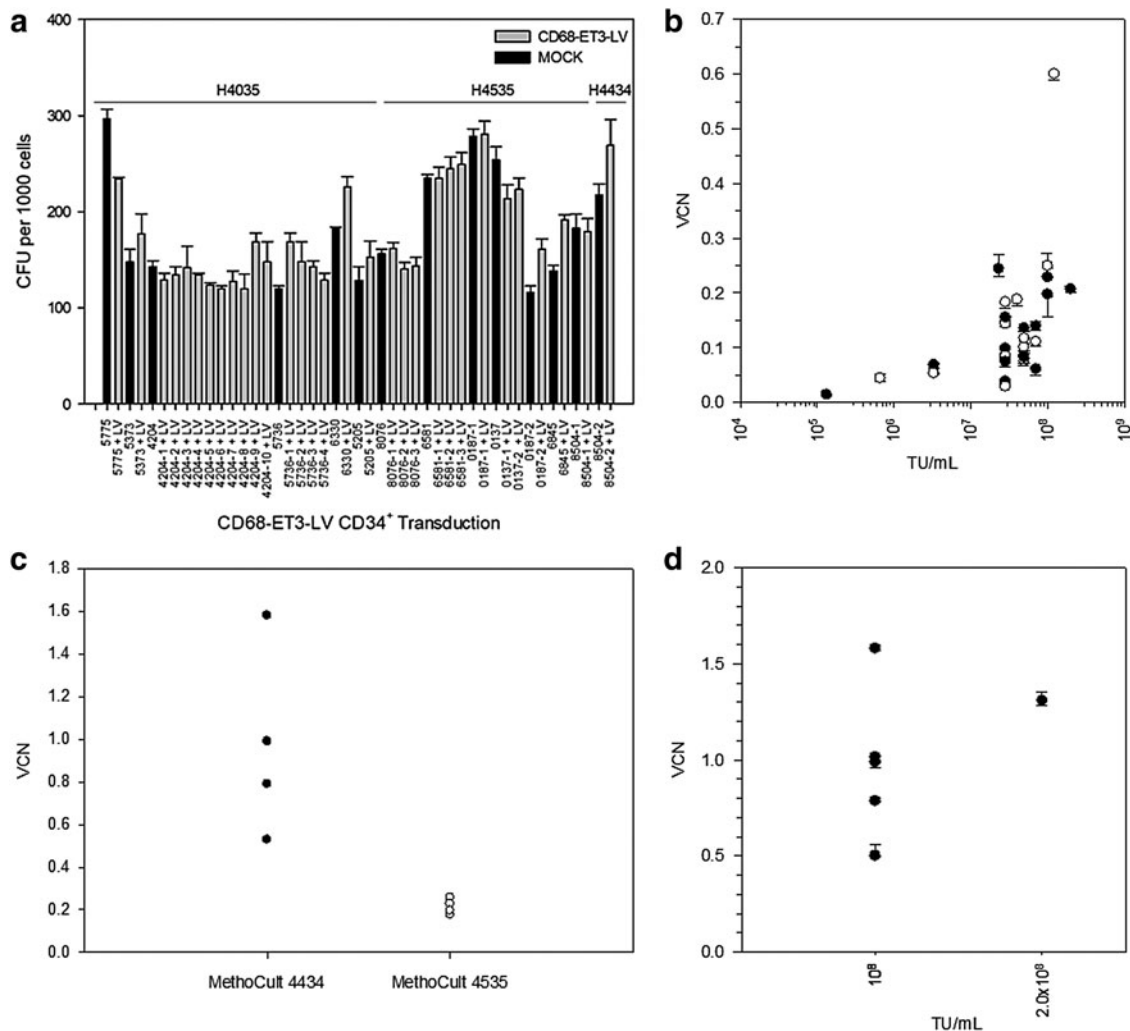 a
CD68-ET3-LV
MOCK
H4035
H4535
H4434
CFU per 1000 cells
400
300
200
100
0
5775
5775 + LV
5373
5373 + LV
4204
4204-1 + LV
4204-2 + LV
4204-3 + LV
4204-4 + LV
4204-5 + LV
4204-6 + LV
4204-7 + LV
4204-8 + LV
4204-9 + LV
4204-10 + LV
5736
5736-1 + LV
5736-2 + LV
5736-3 + LV
5736-4 + LV
6330
6330 + LV
5205
5205 + LV
8076
8076-1 + LV
8076-2 + LV
8076-3 + LV
6581
6581-1 + LV
6581-2 + LV
6581-3 + LV
0187-1
0187-1 + LV
0137
0137-1 + LV
0137-2 + LV
0187-2
0187-2 + LV
6845
6845 + LV
8504-1
8504-1 + LV
8504-2
8504-2 + LV
CD68-ET3-LV CD34⁺ Transduction
b
VCN
0.7
0.6
0.5
0.4
0.3
0.2
0.1
0.0
10⁴
10⁵
10⁶
10⁷
10⁸
10⁹
TU/mL
c
VCN
1.8
1.6
1.4
1.2
1.0
0.8
0.6
0.4
0.2
0.0
MethoCult 4434
MethoCult 4535
d
VCN
2.0
1.5
1.0
0.5
0.0
10⁸
2.0x10⁸
TU/mL